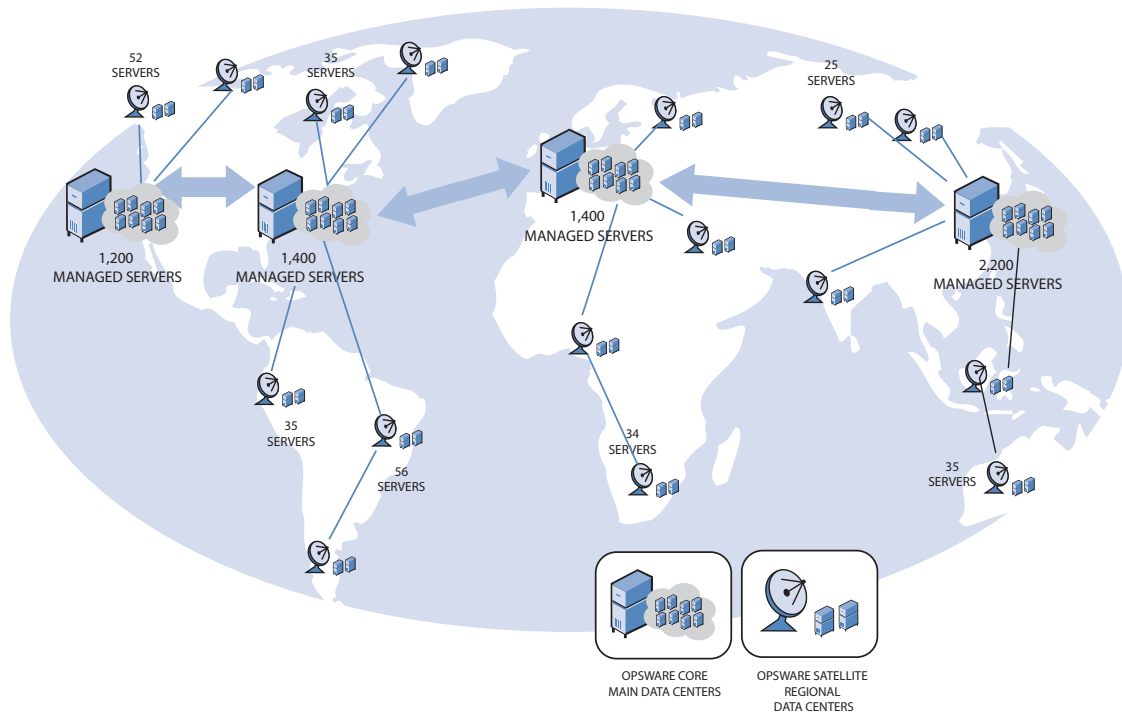 52
SERVERS
35
SERVERS
25
SERVERS
1,200
MANAGED SERVERS
1,400
MANAGED SERVERS
1,400
MANAGED SERVERS
2,200
MANAGED SERVERS
35
SERVERS
56
SERVERS
34
SERVERS
35
SERVERS
OPSWARE CORE
MAIN DATA CENTERS
OPSWARE SATELLITE
REGIONAL
DATA CENTERS